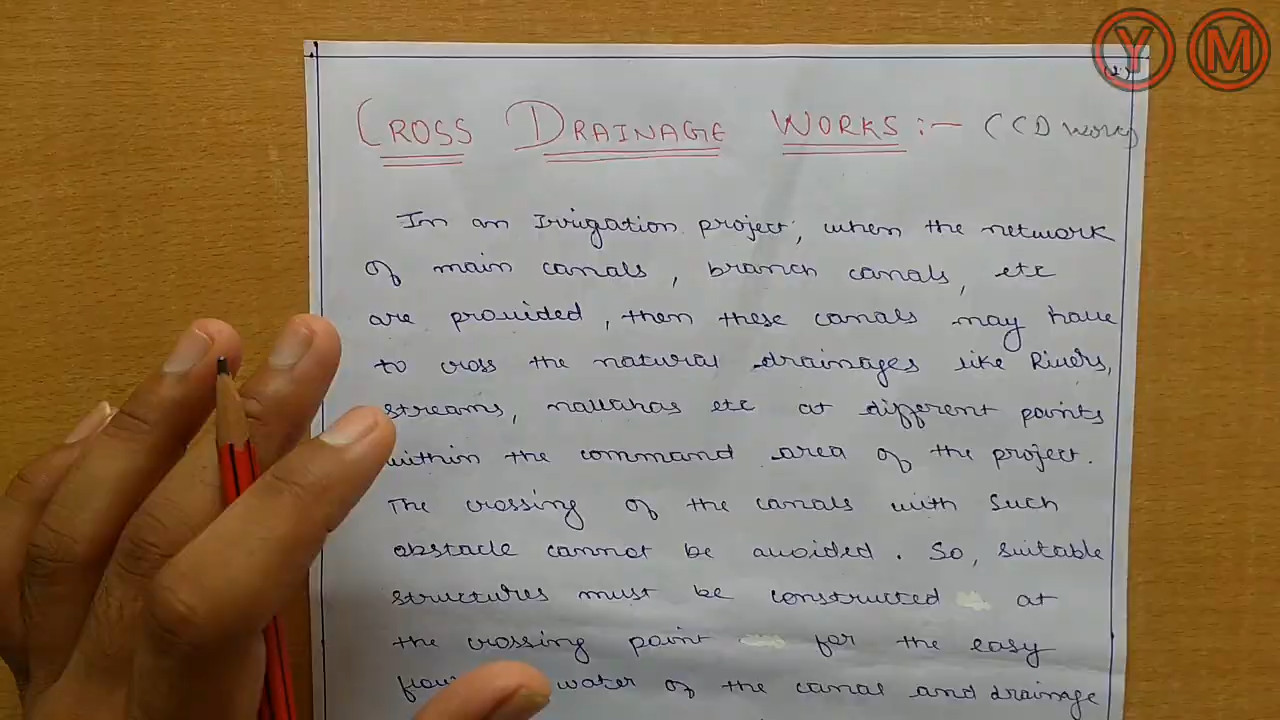 Y M
CROSS DRAINAGE WORKS :- (CD work)
In an Irrigation project, when the network
of main canals, branch canals, etc
are provided, then these canals may have
to cross the natural drainages like Rivers,
streams, nallahas etc at different points
within the command area of the project.
The crossing of the canals with such
obstacle cannot be avoided. So, suitable
structures must be constructed at
the crossing point for the easy
water of the canal and drainage